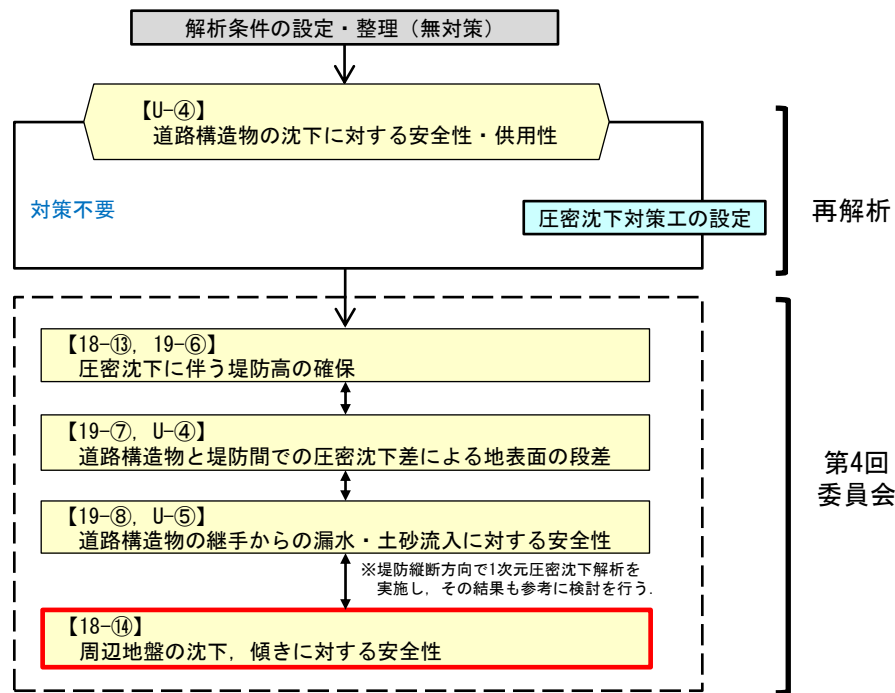 解析条件の設定・整理（無対策）
【U-④】
道路構造物の沈下に対する安全性・供用性
対策不要
圧密沈下対策工の設定
再解析
【18-⑬，19-⑥】
圧密沈下に伴う堤防高の確保
【19-⑦，U-④】
道路構造物と堤防間での圧密沈下差による地表面の段差
【19-⑧，U-⑤】
道路構造物の継手からの漏水・土砂流入に対する安全性
※堤防縦断方向で1次元圧密沈下解析を
実施し，その結果も参考に検討を行う．
【18-⑭】
周辺地盤の沈下，傾きに対する安全性
第4回
委員会